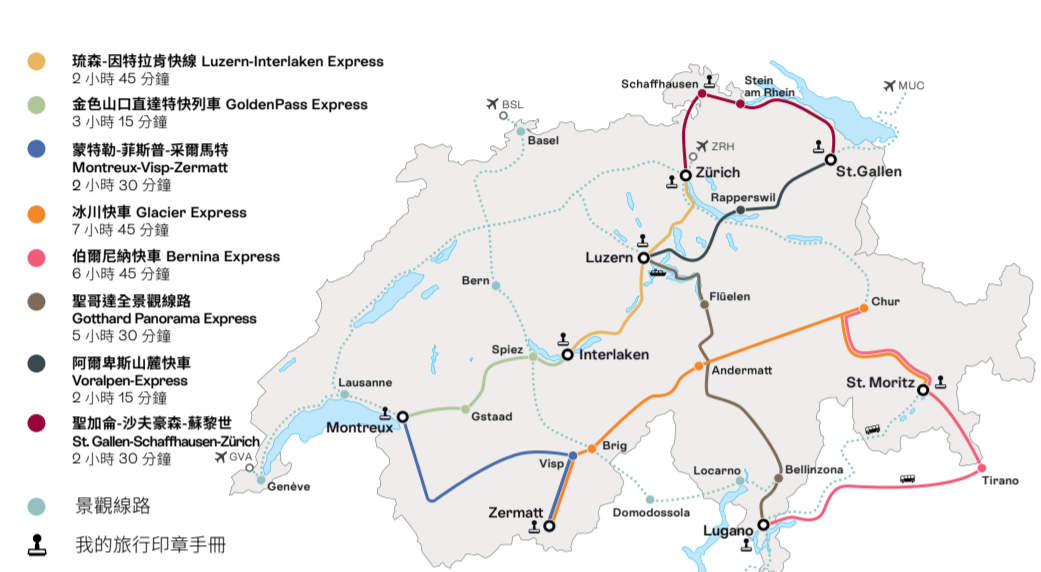 琉森-因特拉肯快線 Luzern-Interlaken Express
2 小時 45 分鐘
金色山口直達特快列車 GoldenPass Express
3 小時 15 分鐘
蒙特勒-菲斯普-采爾馬特
Montreux-Visp-Zermatt
2 小時 30 分鐘
冰川快車 Glacier Express
7 小時 45 分鐘
伯爾尼納快車 Bernina Express
6 小時 45 分鐘
聖哥達全景觀線路
Gotthard Panorama Express
5 小時 30 分鐘
阿爾卑斯山麓快車
Voralpen-Express
2 小時 15 分鐘
聖加侖-沙夫豪森-蘇黎世
St. Gallen-Schaffhausen-Zürich
2 小時 30 分鐘
景觀線路
我的旅行印章手冊
Schaffhausen
Stein
am Rhein
MUC
BSL
Basel
ZRH
Zürich
St.Gallen
Rapperswil
Luzern
Bern
Flüelen
Chur
Spiez
Interlaken
Andermatt
St. Moritz
Lausanne
Gstaad
Montreux
GVA
Genève
Visp
Brig
Locarno
Bellinzona
Tirano
Domodossola
Zermatt
Lugano